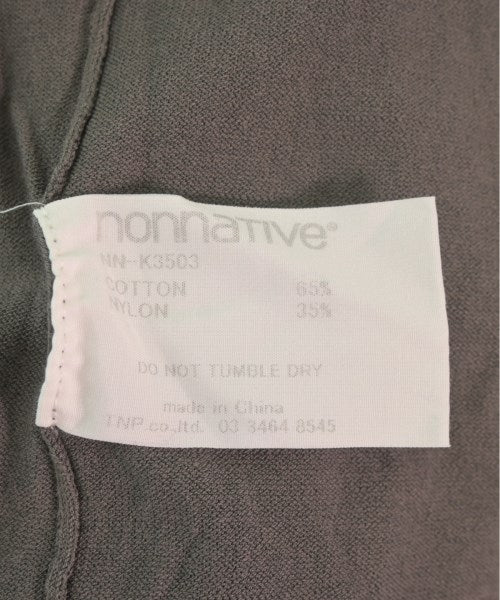 nonnative®
NN-K3503
COTTON 65%
NYLON 35%
DO NOT TUMBLE DRY
made in China
TNP.co.,ltd. 03 3464 8545